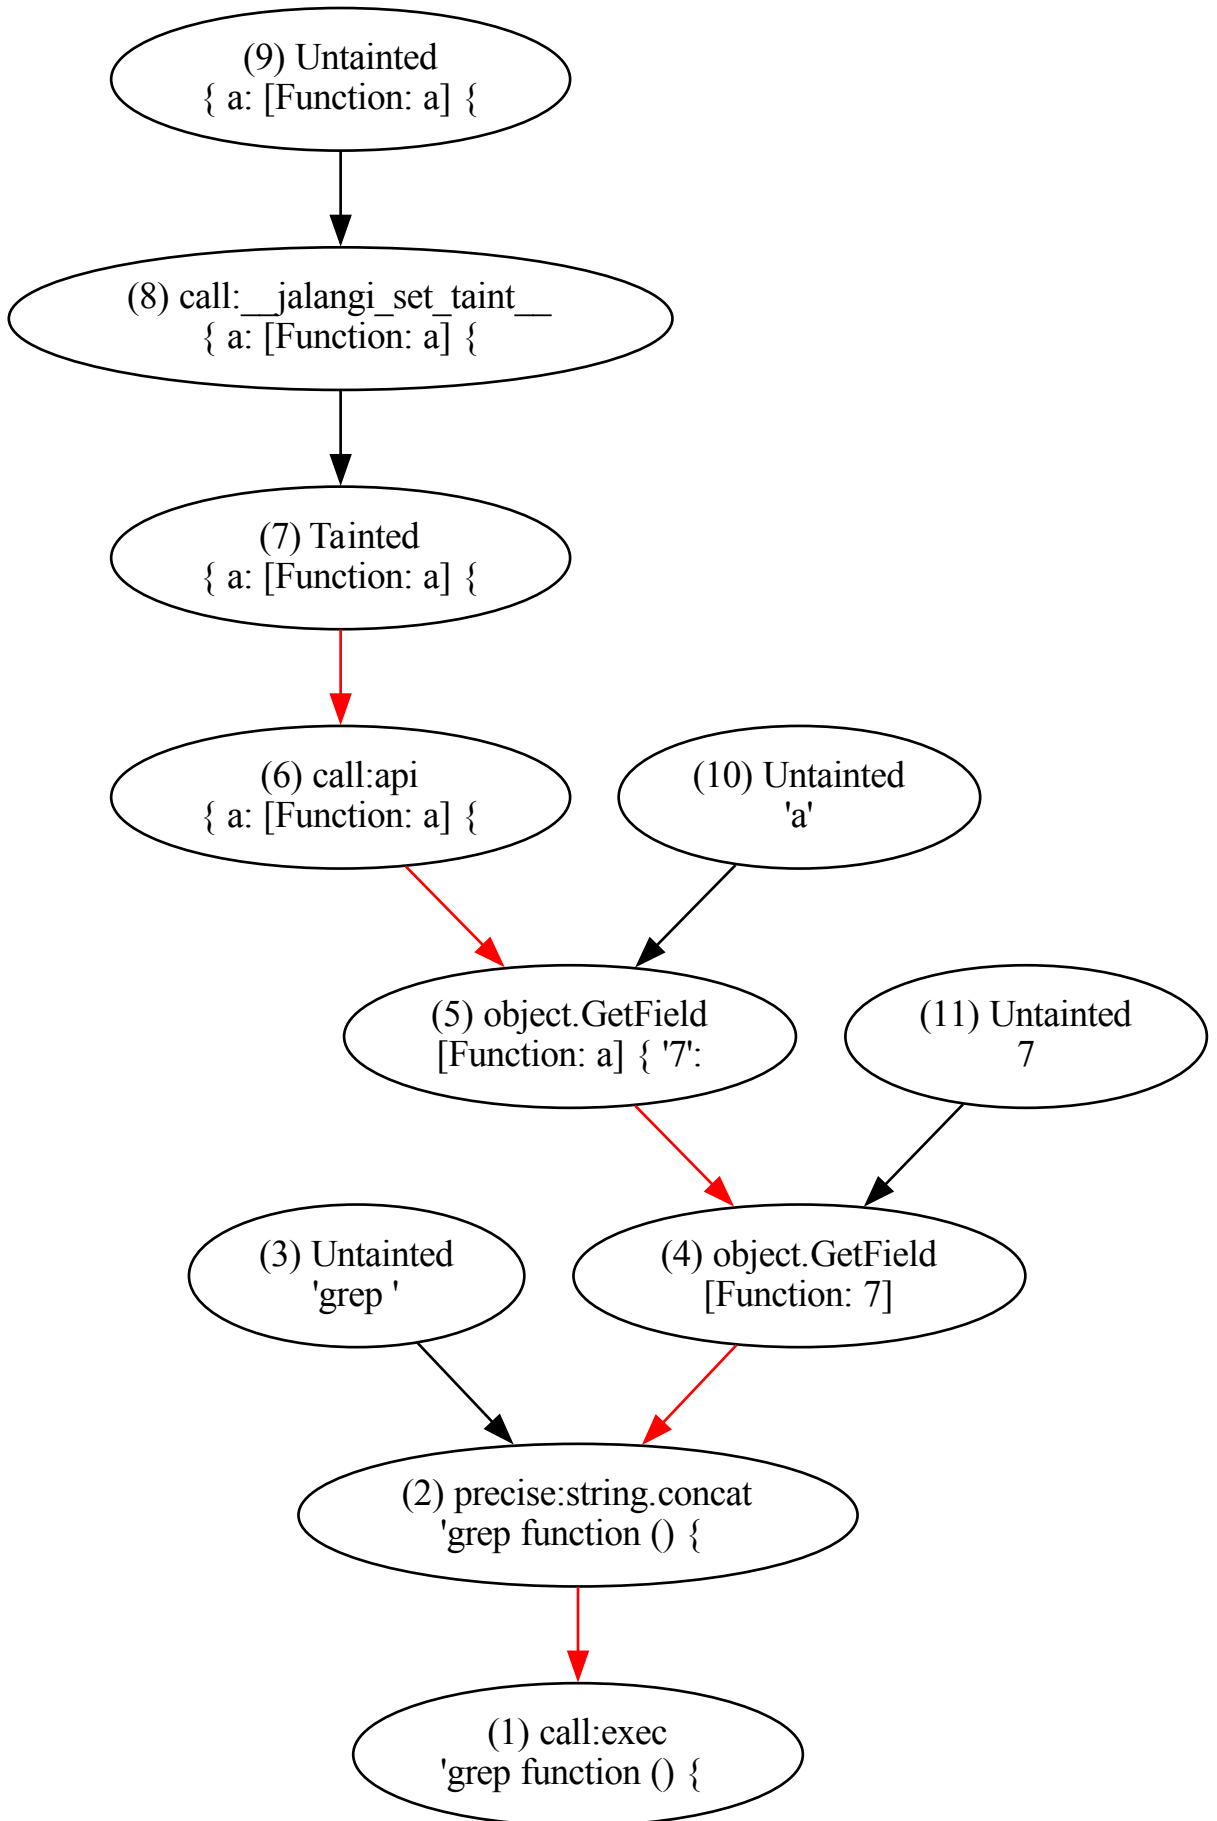 (9) Untainted
{ a: [Function: a] {
(8) call:__jalangi_set_taint__
{ a: [Function: a] {
(7) Tainted
{ a: [Function: a] {
(6) call:api
{ a: [Function: a] {
(10) Untainted
'a'
(5) object.GetField
[Function: a] { '7':
(11) Untainted
7
(3) Untainted
'grep '
(4) object.GetField
[Function: 7]
(2) precise:string.concat
'grep function () {
(1) call:exec
'grep function () {